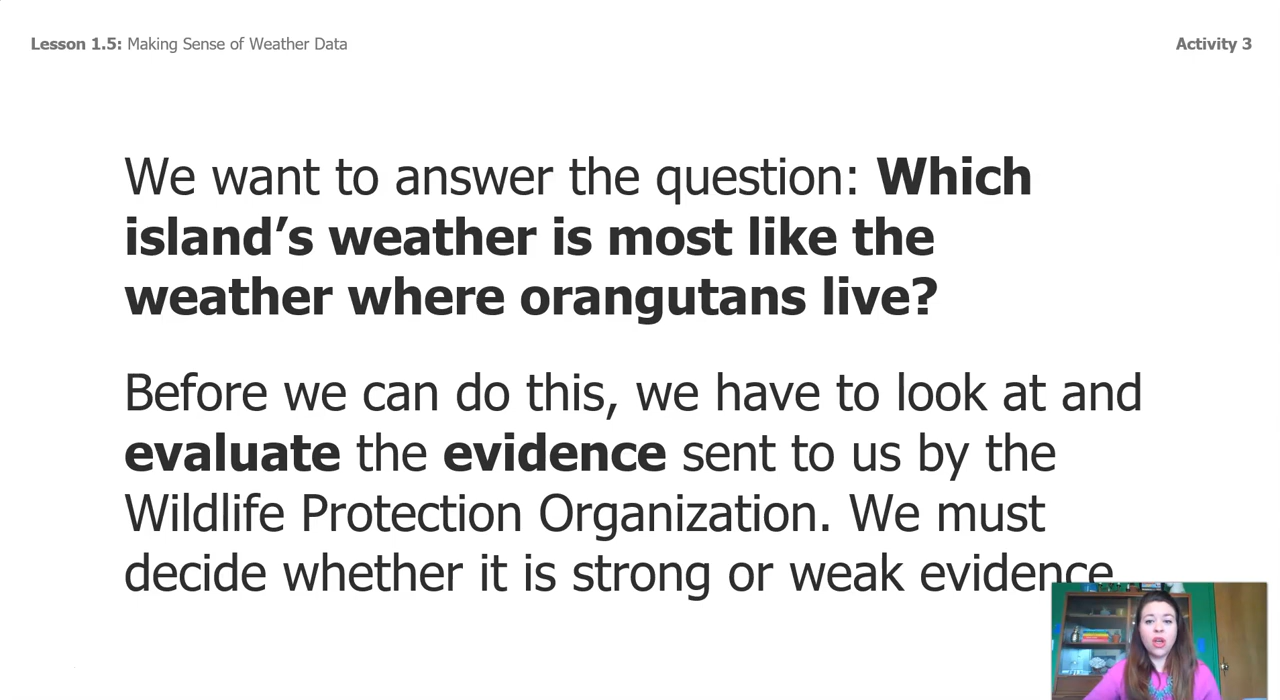 Lesson 1.5: Making Sense of Weather Data
Activity 3
We want to answer the question: Which
island’s weather is most like the
weather where orangutans live?
Before we can do this, we have to look at and
evaluate the evidence sent to us by the
Wildlife Protection Organization. We must
decide whether it is strong or weak evidence